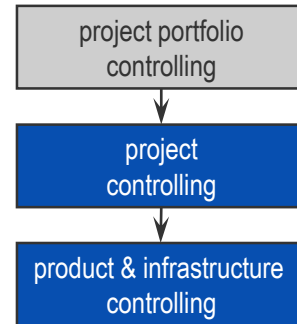 project portfolio
controlling
project
controlling
product & infrastructure
controlling